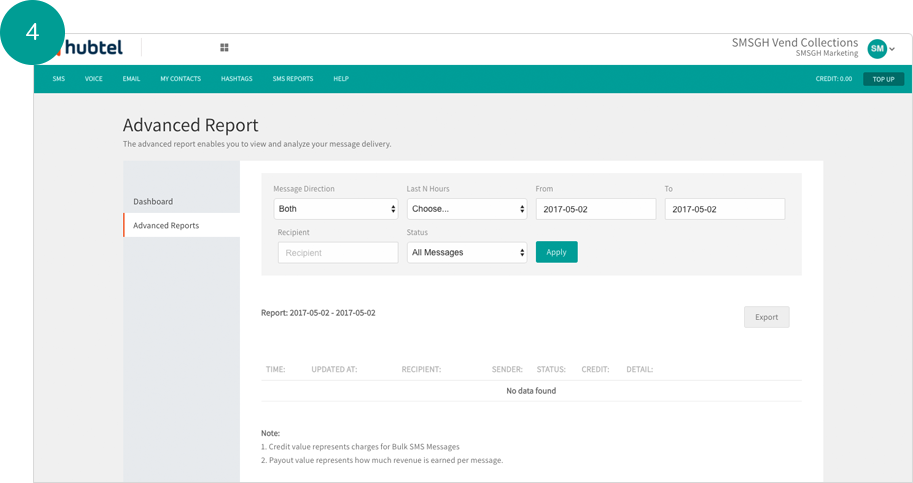 4
hubtel
SMSGH Vend Collections
SMSGH Marketing
SM
SMS VOICE EMAIL MY CONTACTS HASHTAGS SMS REPORTS HELP CREDIT: 0.00 TOP UP
Advanced Report
The advanced report enables you to view and analyze your message delivery.
Dashboard
Advanced Reports
Message Direction Last N Hours From To
Both Choose... 2017-05-02 2017-05-02
Recipient Status
Recipient All Messages Apply
Report: 2017-05-02 - 2017-05-02
Export
TIME: UPDATED AT: RECIPIENT: SENDER: STATUS: CREDIT: DETAIL:
No data found
Note:
1. Credit value represents charges for Bulk SMS Messages
2. Payout value represents how much revenue is earned per message.